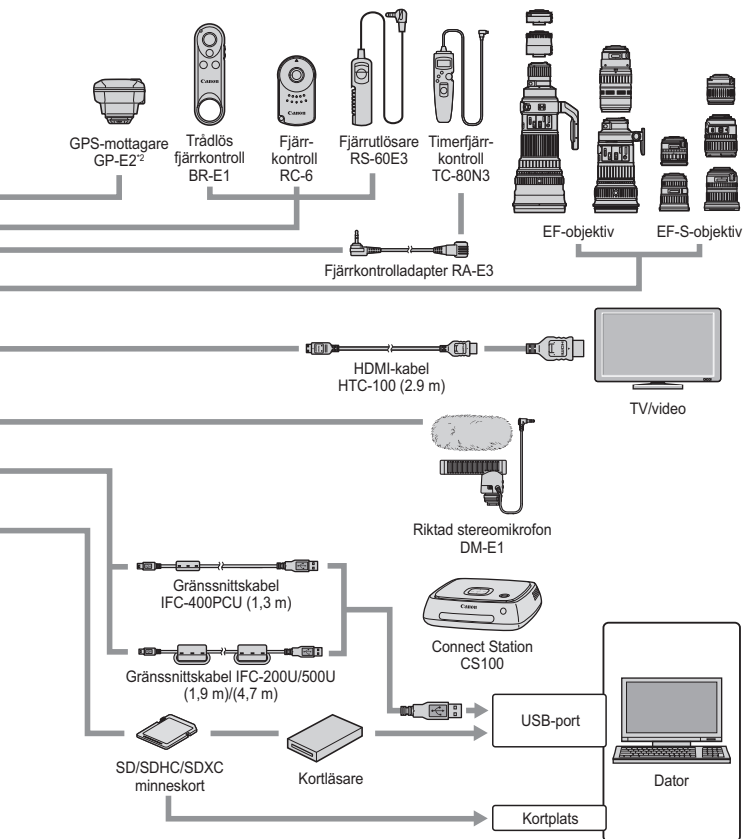 GPS-mottagare
GP-E2*2
Trådlös
fjärrkontroll
BR-E1
Fjärr-
kontroll
RC-6
Fjärrutlösare
RS-60E3
Timerfjärr-
kontroll
TC-80N3
Canon
Canon
EF-objektiv
EF-S-objektiv
Fjärrkontrolladapter RA-E3
HDMI-kabel
HTC-100 (2.9 m)
TV/video
Riktad stereomikrofon
DM-E1
Gränssnittskabel
IFC-400PCU (1,3 m)
Canon
Connect Station
CS100
Gränssnittskabel IFC-200U/500U
(1,9 m)/(4,7 m)
USB-port
SD/SDHC/SDXC
minneskort
Kortläsare
Dator
Kortplats